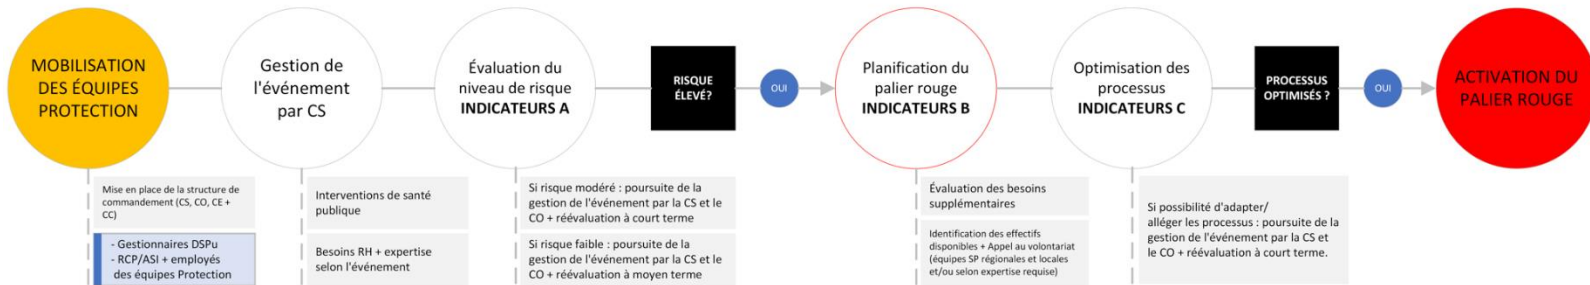 MOBILISATION
DES ÉQUIPES
PROTECTION
Gestion de
l'événement
par CS
Évaluation du
niveau de risque
INDICATEURS A
RISQUE
ÉLEVÉ?
OUI
Planification du
palier rouge
INDICATEURS B
Optimisation des
processus
INDICATEURS C
PROCESSUS
OPTIMISÉS ?
OUI
ACTIVATION DU
PALIER ROUGE
Mise en place de la structure de
commandement (CS, CO, CE +
CC)
- Gestionnaires DSPu
- RCP/ASI + employés
des équipes Protection
Interventions de santé
publique
Besoins RH + expertise
selon l'événement
Si risque modéré : poursuite de la
gestion de l'événement par la CS et le
CO + réévaluation à court terme
Si risque faible : poursuite de la
gestion de l'événement par la CS et le
CO + réévaluation à moyen terme
Évaluation des besoins
supplémentaires
Identification des effectifs
disponibles + Appel au volontariat
(équipes SP régionales et locales
et/ou selon expertise requise)
Si possibilité d'adapter/
alléger les processus : poursuite de la
gestion de l'événement par la CS et
le CO + réévaluation à court terme.